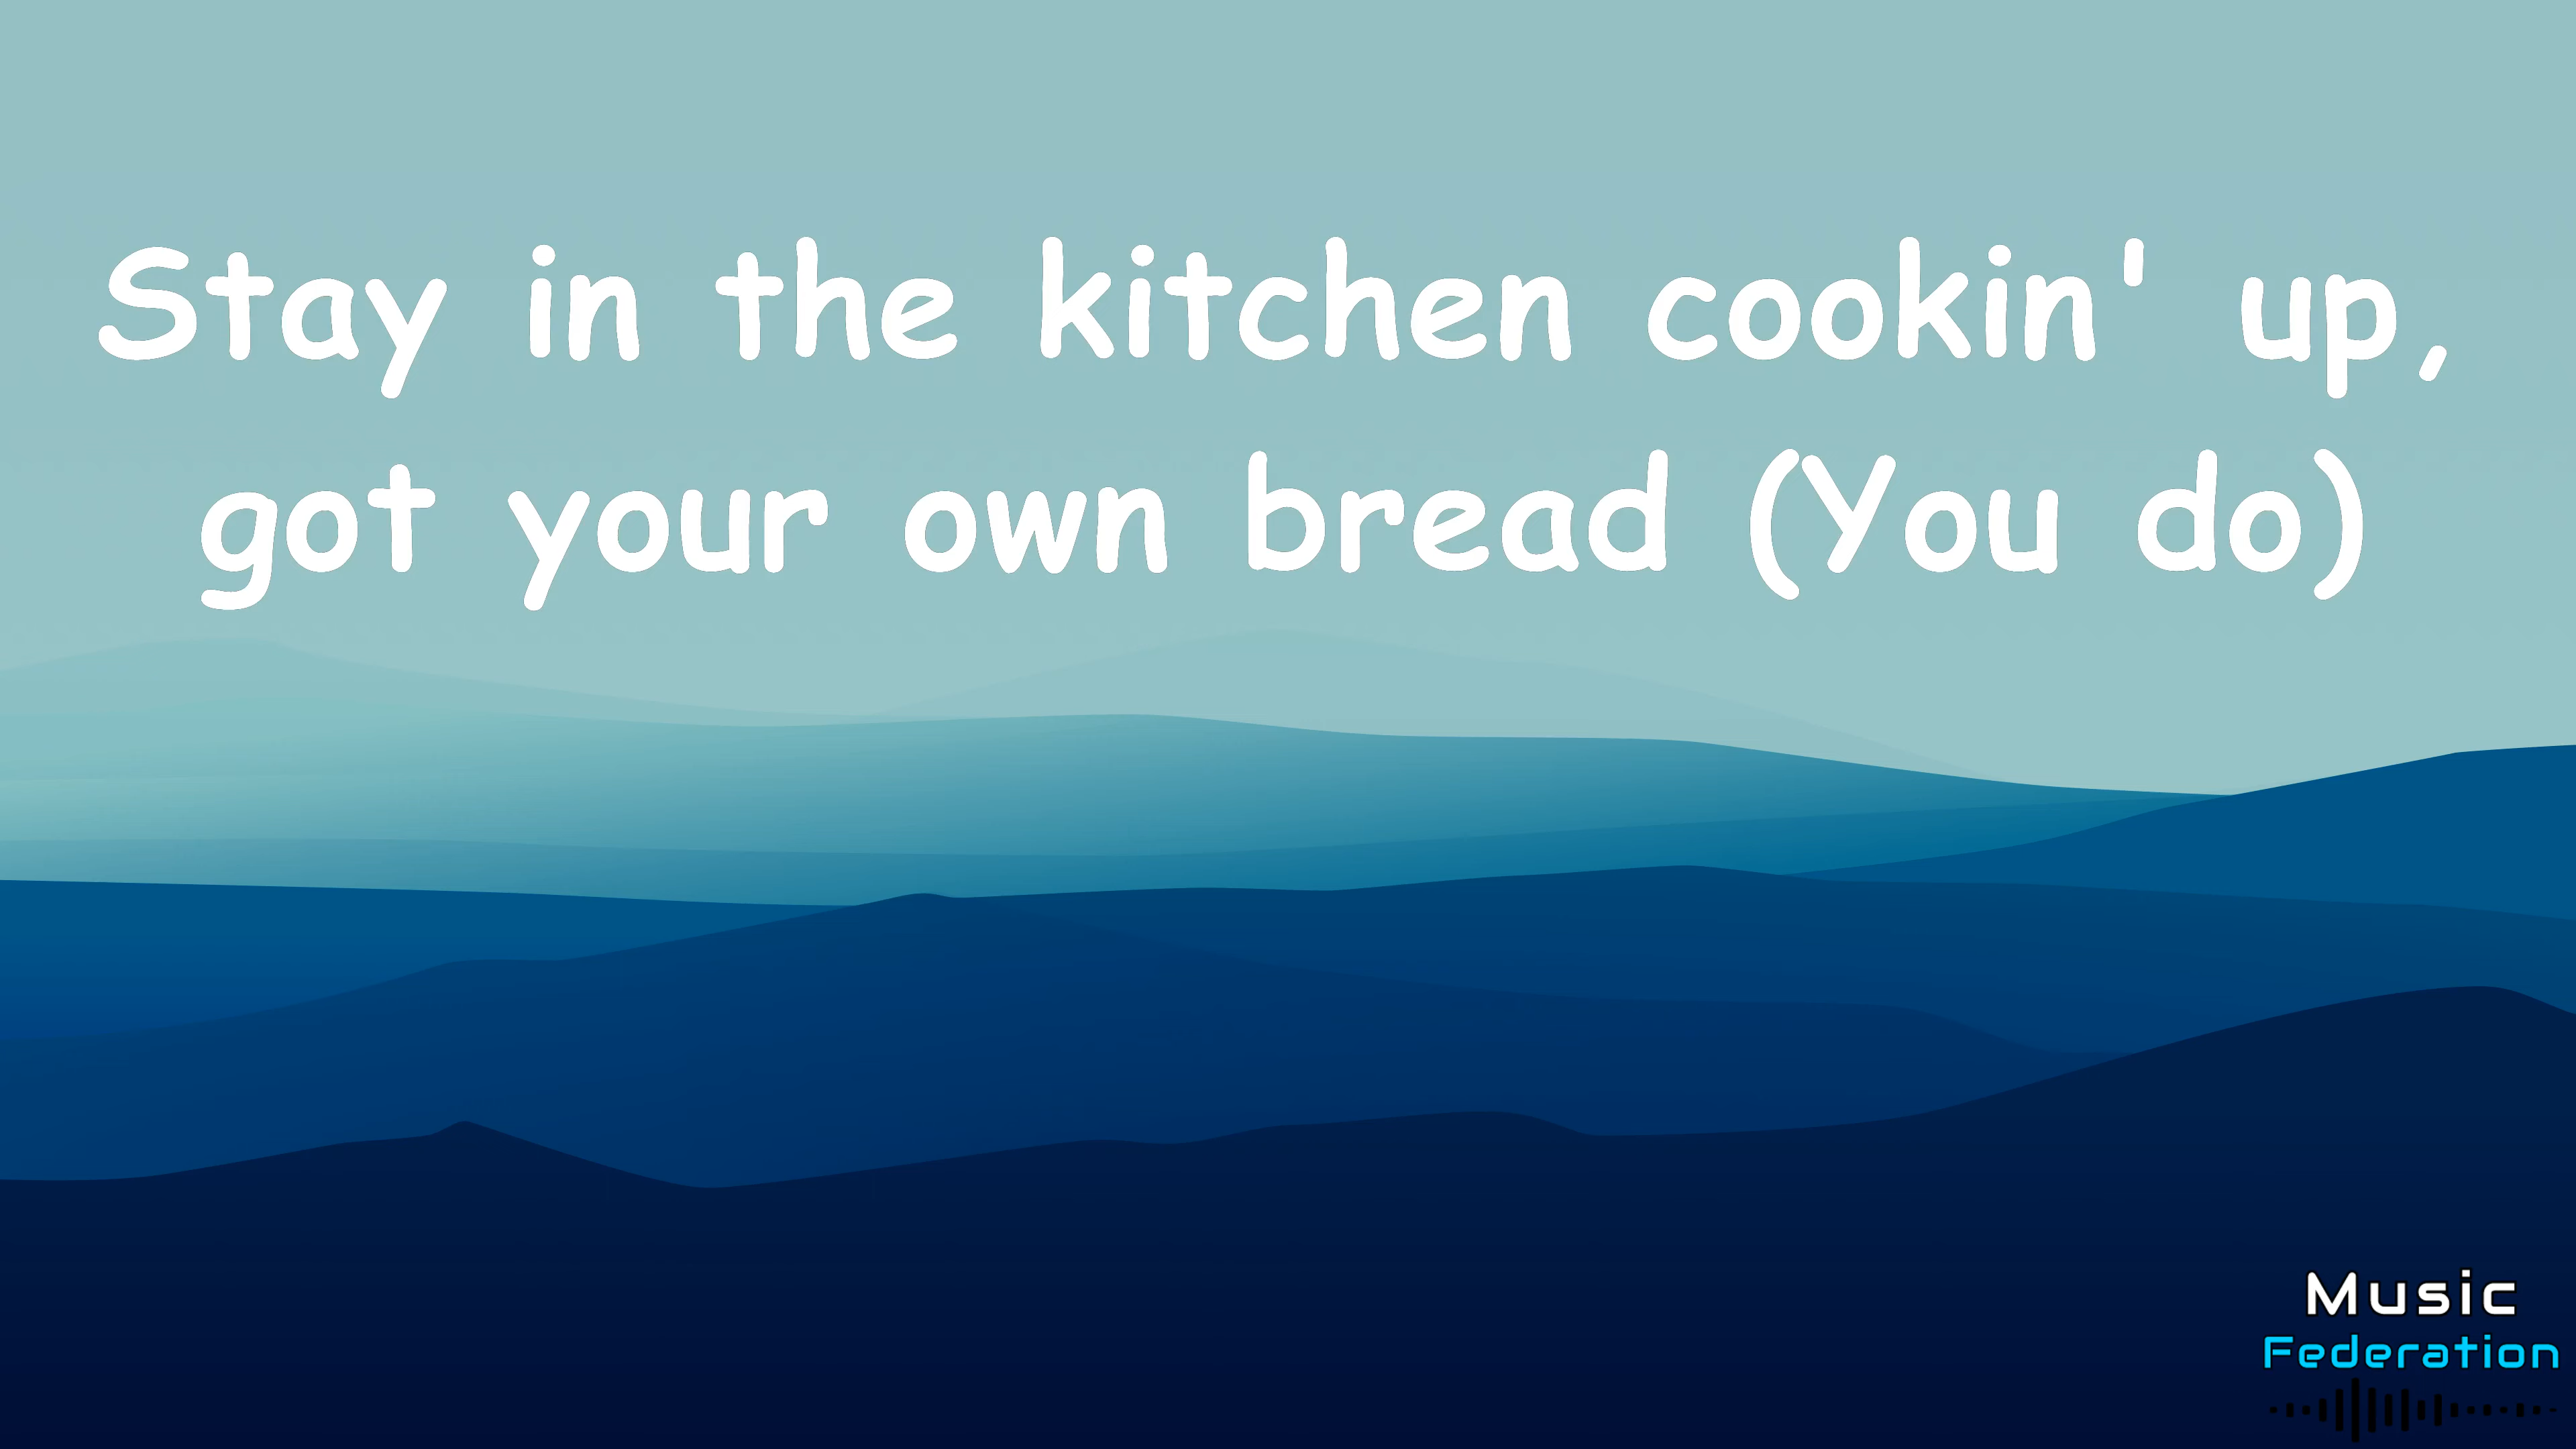 Stay in the kitchen cookin' up,
got your own bread (You do)
Music
Federation